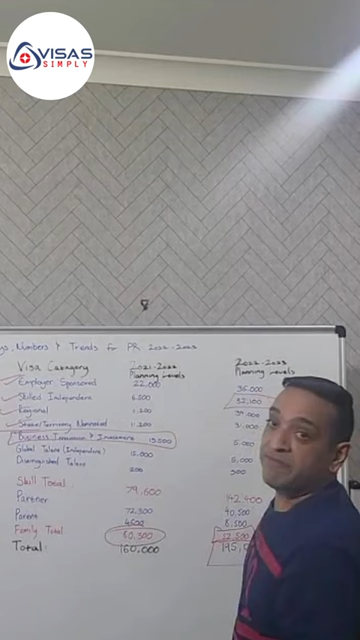 VISAS
SIMPLY
Numbers & Trends for PR 2022-2023
Visa Category 2021-2022 Planning Levels 2022-2023 Planning Levels
Employer Sponsored 22,000 35,000
Skilled Independent 6,500 32,100
Regional 11,200 34,000
State/Territory Nominated 11,200 31,000
Business Innovation & Investment 13,500 5,000
Global Talent (Independent) 15,000 5,000
Distinguished Talent 200 500
Skill Total: 79,600 142,400
Partner 72,300 40,500
Parent 4500 8,500
Family Total: 80,300
Total: 160,000